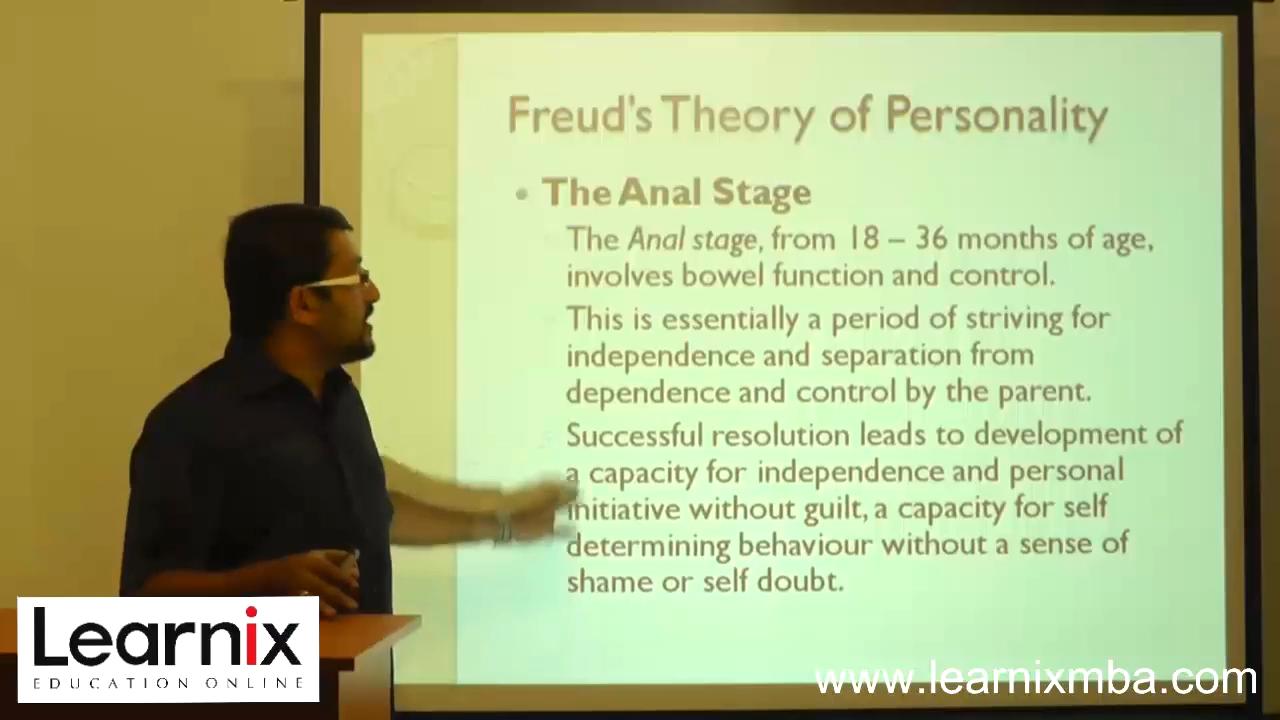 Freud's Theory of Personality
• The Anal Stage
The Anal stage, from 18 – 36 months of age,
involves bowel function and control.
This is essentially a period of striving for
independence and separation from
dependence and control by the parent.
Successful resolution leads to development of
a capacity for independence and personal
initiative without guilt, a capacity for self
determining behaviour without a sense of
shame or self doubt.
Learnix
EDUCATION ONLINE
www.learnixmba.com